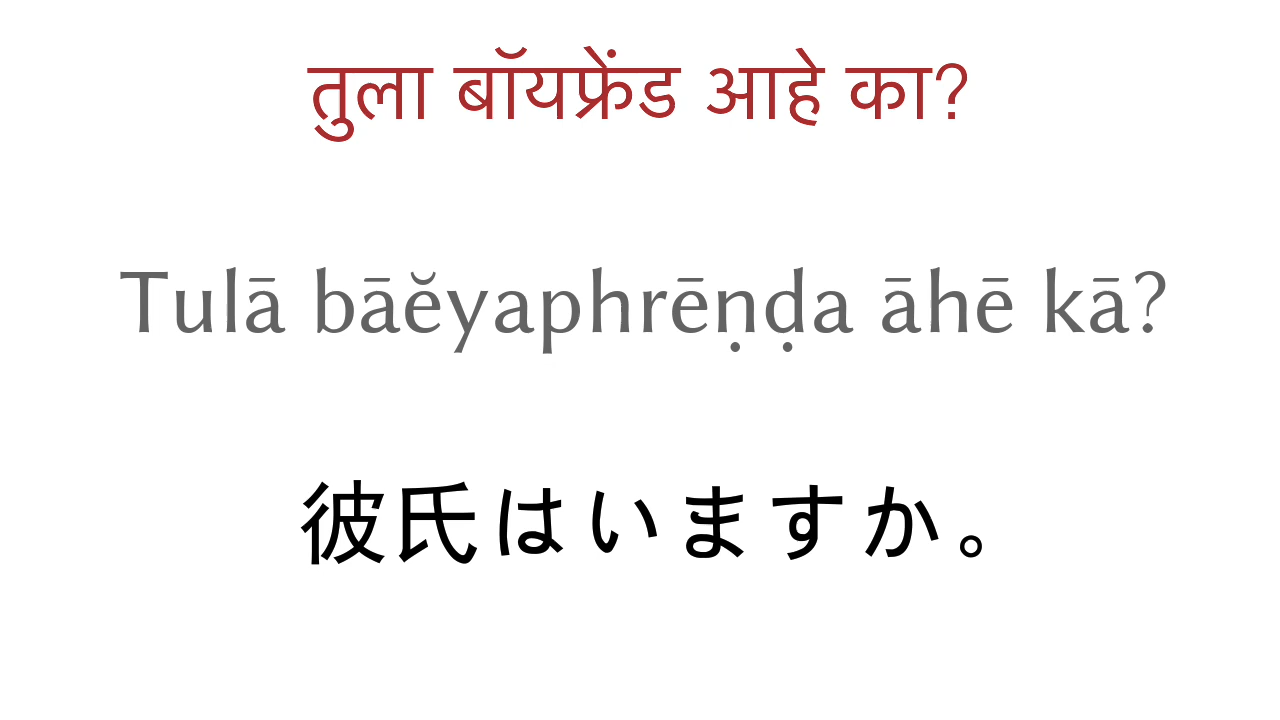 तुला बॉयफ्रेंड आहे का?
Tulā bāĕyaphrēṇḍa āhē kā?
彼氏はいますか。